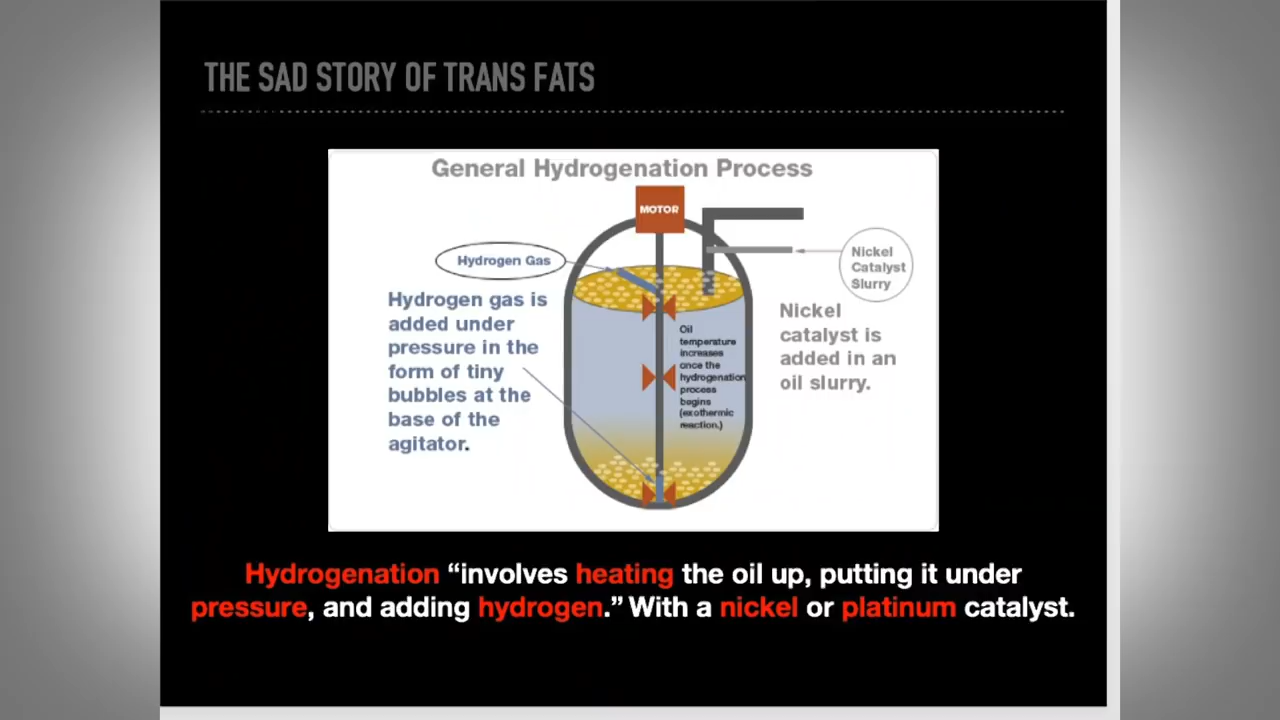 THE SAD STORY OF TRANS FATS
General Hydrogenation Process
MOTOR
Hydrogen Gas
Nickel
Catalyst
Slurry
Hydrogen gas is
added under
pressure in the
form of tiny
bubbles at the
base of the
agitator.
Oil
temperature
increases
once the
hydrogenation
process
begins
(exothermic
reaction.)
Nickel
catalyst is
added in an
oil slurry.
Hydrogenation “involves heating the oil up, putting it under
pressure, and adding hydrogen.” With a nickel or platinum catalyst.